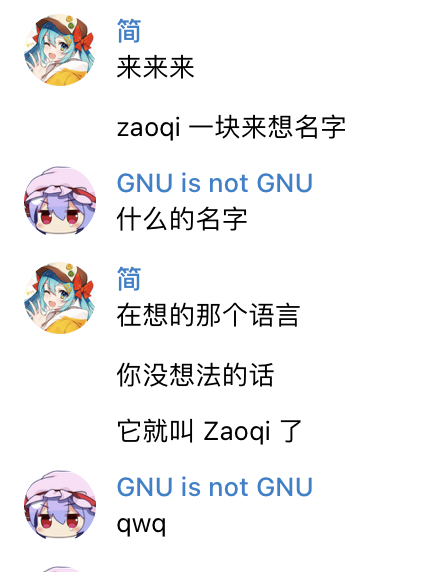 简
来来来
zaoqi 一块来想名字
GNU is not GNU
什么的名字
简
在想的那个语言
你没想法的话
它就叫 Zaoqi 了
GNU is not GNU
qwq